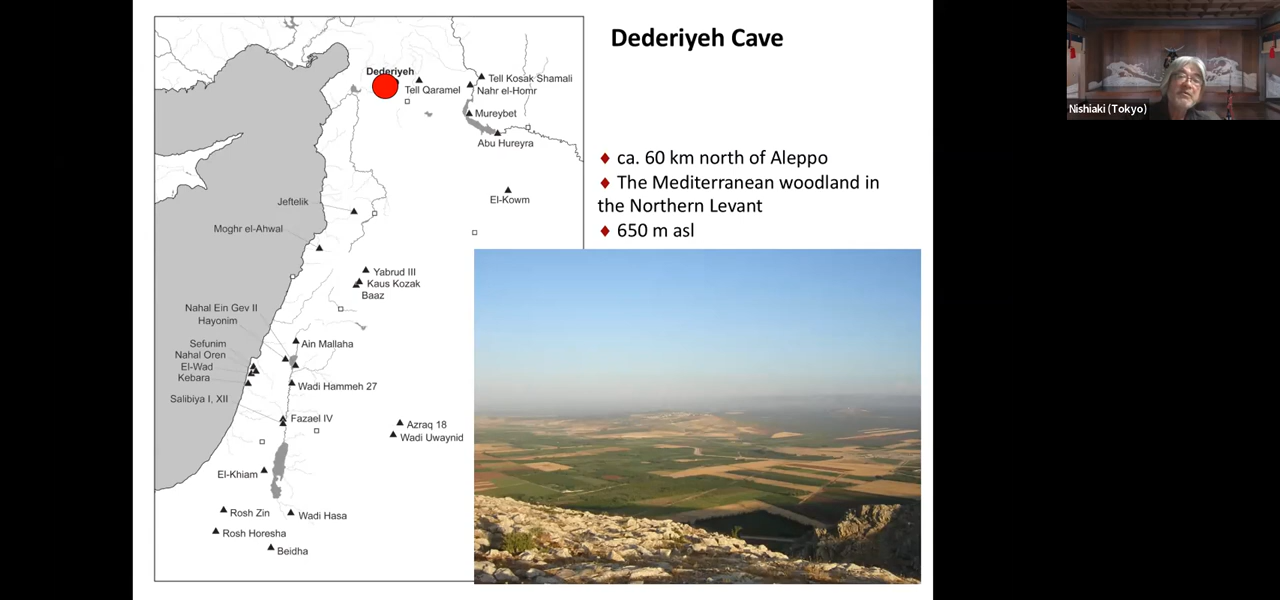 Dederiyeh Cave
Dederiyeh
Tell Qaramel
Tell Kosak Shamali
Nahr el-Homr
Mureybet
Abu Hureyra
El-Kowm
Jeftelik
Moghr el-Ahwal
Yabrud III
Kaus Kozak
Baaz
Nahal Ein Gev II
Hayonim
Sefunim
Nahal Oren
El-Wad
Kebara
Salibiya I, XII
Ain Mallaha
Wadi Hammeh 27
Fazael IV
Azraq 18
Wadi Uwaynid
El-Khiam
Rosh Zin
Wadi Hasa
Rosh Horesha
Beidha
♦ ca. 60 km north of Aleppo
♦ The Mediterranean woodland in
the Northern Levant
♦ 650 m asl
Nishiaki (Tokyo)